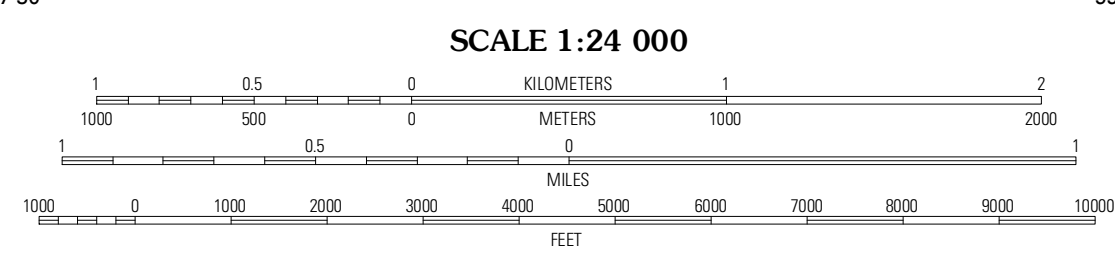 SCALE 1:24 000
1 0.5 0 KILOMETERS 1 2
1000 500 0 METERS 1000 2000
1 0.5 0 1
MILES
1000 0 1000 2000 3000 4000 5000 6000 7000 8000 9000 10000
FEET